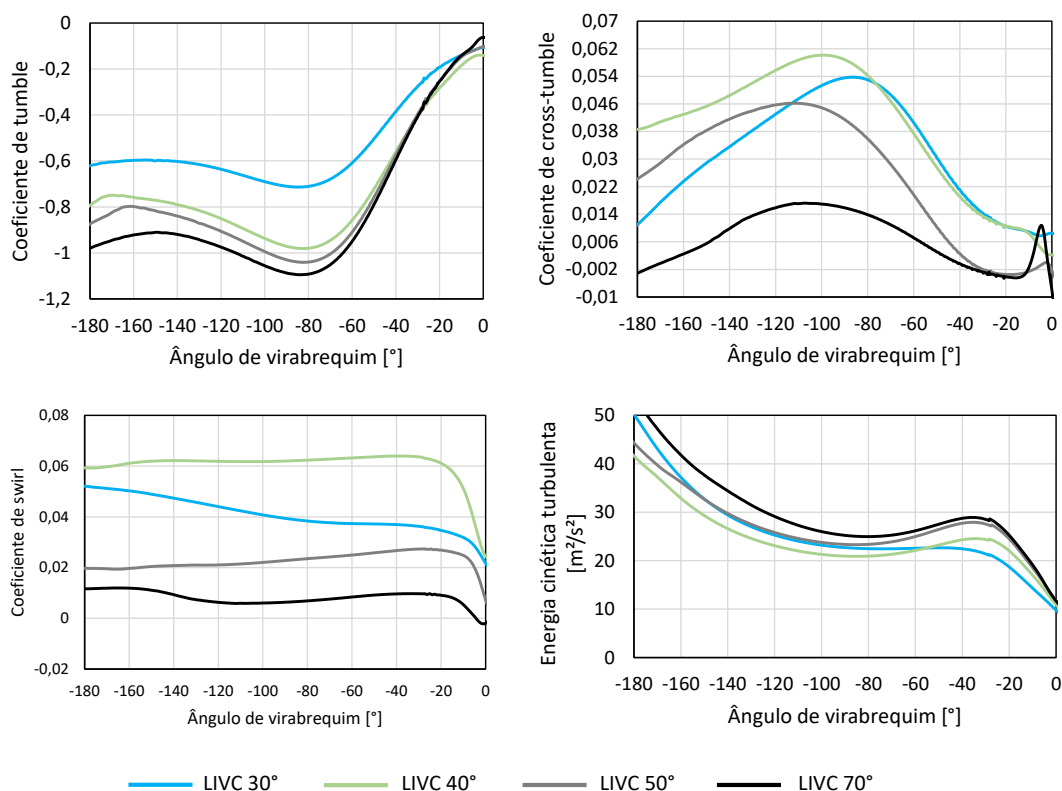 Coeficiente de tumble
0
-0,2
-0,4
-0,6
-0,8
-1
-1,2
-180 -160 -140 -120 -100 -80 -60 -40 -20 0
Ângulo de virabrequim [°]
Coeficiente de cross-tumble
0,07
0,062
0,054
0,046
0,038
0,03
0,022
0,014
0,006
-0,002
-0,01
-180 -160 -140 -120 -100 -80 -60 -40 -20 0
Ângulo de virabrequim [°]
Coeficiente de swirl
0,08
0,06
0,04
0,02
0
-0,02
-180 -160 -140 -120 -100 -80 -60 -40 -20 0
Ângulo de virabrequim [°]
Energia cinética turbulenta
[m²/s²]
50
40
30
20
10
0
-180 -160 -140 -120 -100 -80 -60 -40 -20 0
Ângulo de virabrequim [°]
LIVC 30° LIVC 40° LIVC 50° LIVC 70°